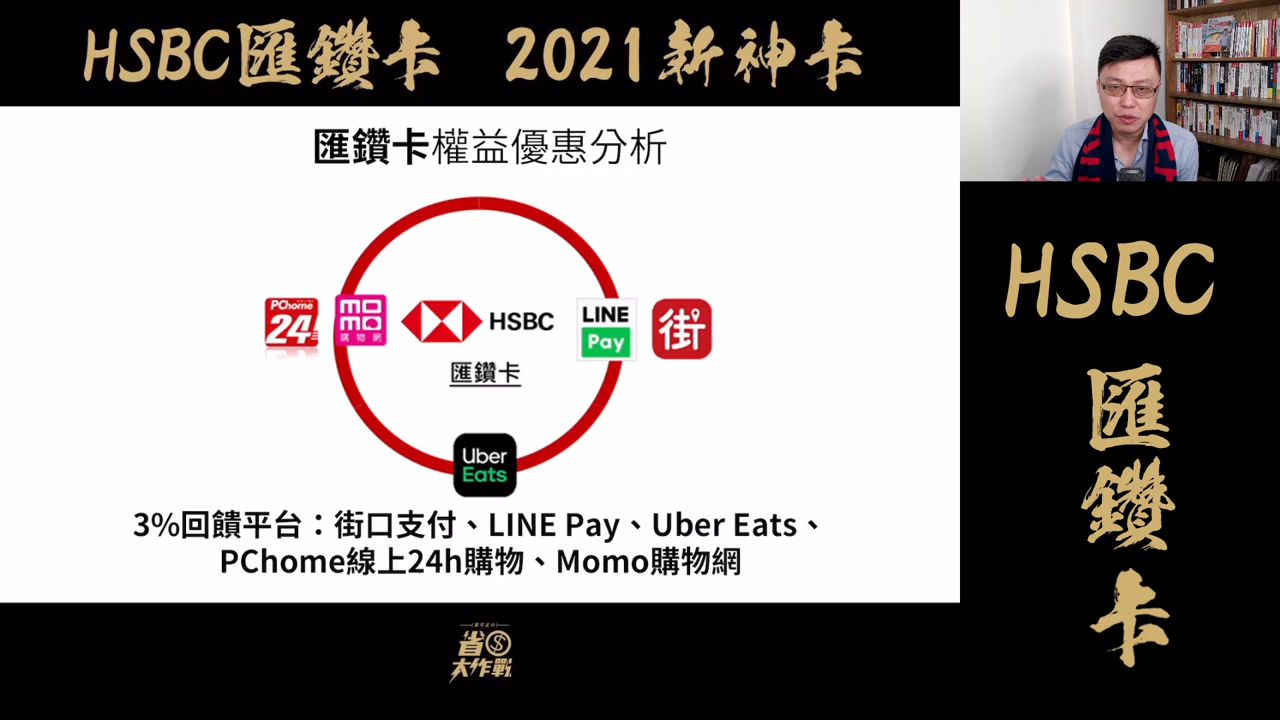 HSBC匯鑽卡 2021新神卡
匯鑽卡權益優惠分析
PChome
24
momo
購物網
HSBC
匯鑽卡
LINE
Pay
街
Uber
Eats
3%回饋平台：街口支付、LINE Pay、Uber Eats、
PChome線上24h購物、Momo購物網
省$
大作戰
HSBC
匯
鑽
卡